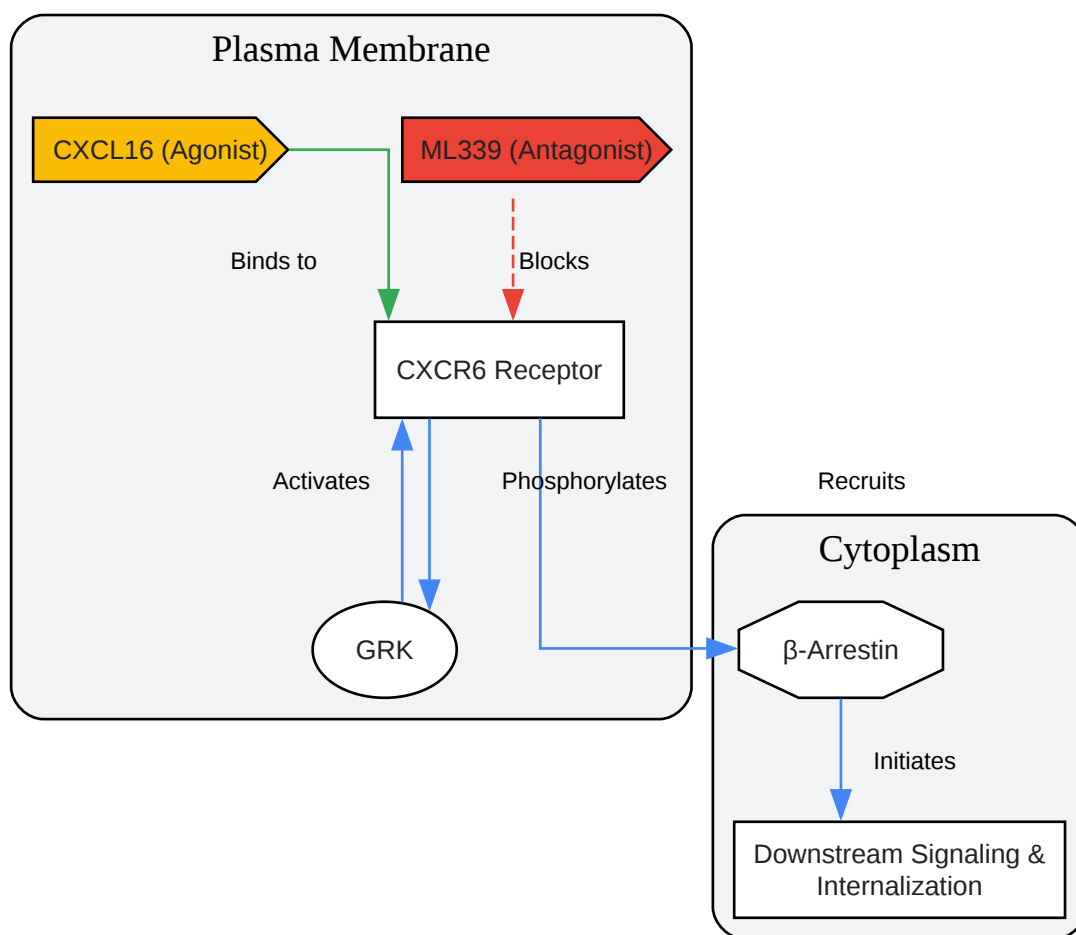 Plasma Membrane
CXCL16 (Agonist)
ML339 (Antagonist)
Binds to
Blocks
CXCR6 Receptor
Activates
Phosphorylates
Recruits
Cytoplasm
GRK
β-Arrestin
Initiates
Downstream Signaling &
Internalization